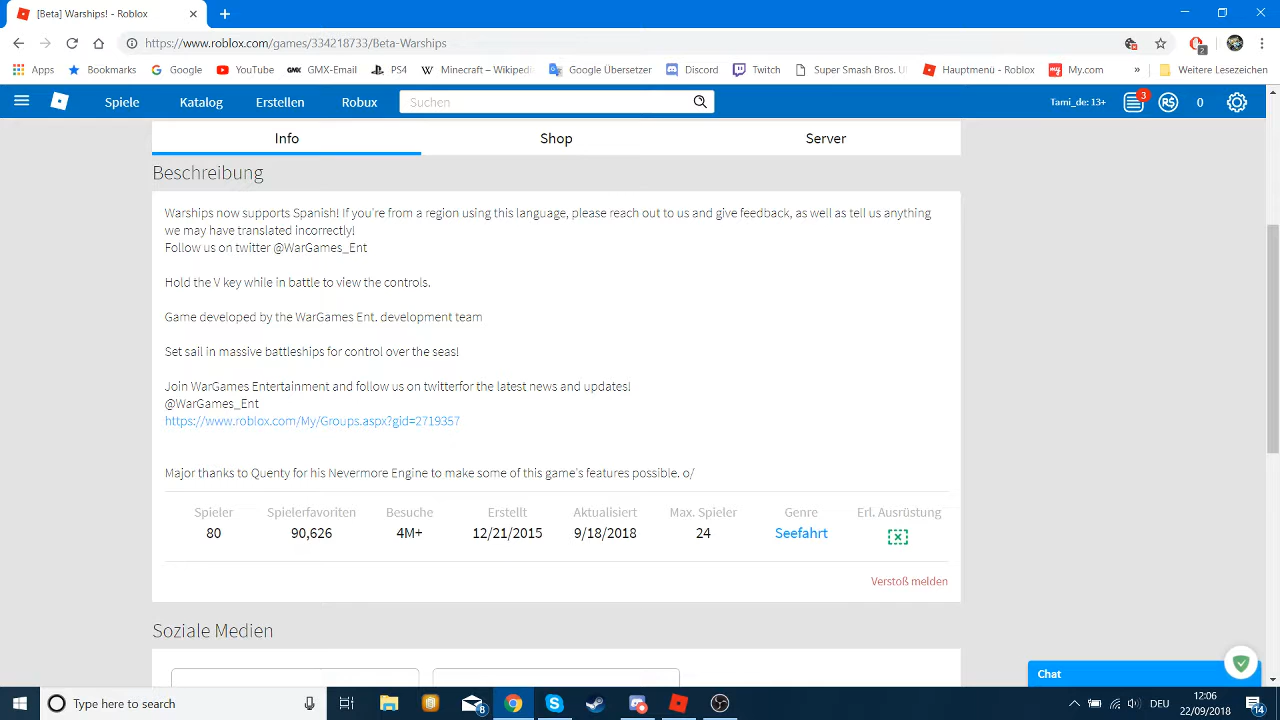 [Beta] Warships! - Roblox
https://www.roblox.com/games/334218733/Beta-Warships
2
Apps Bookmarks Google YouTube GMX GMX-Email PS4 W Minecraft – Wikiped Google Übersetzer Discord Twitch Super Smash Bros. U Hauptmenü - Roblox my My.com » Weitere Lesezeichen
Spiele Katalog Erstellen Robux Suchen Tami_de: 13+ 3 R$ 0
Info Shop Server
Beschreibung
Warships now supports Spanish! If you're from a region using this language, please reach out to us and give feedback, as well as tell us anything
we may have translated incorrectly!
Follow us on twitter @WarGames_Ent
Hold the V key while in battle to view the controls.
Game developed by the WarGames Ent. development team
Set sail in massive battleships for control over the seas!
Join WarGames Entertainment and follow us on twitterfor the latest news and updates!
@WarGames_Ent
https://www.roblox.com/My/Groups.aspx?gid=2719357
Major thanks to Quenty for his Nevermore Engine to make some of this game's features possible. o/
Spieler Spielerfavoriten Besuche Erstellt Aktualisiert Max. Spieler Genre Erl. Ausrüstung
80 90,626 4M+ 12/21/2015 9/18/2018 24 Seefahrt
Verstoß melden
Soziale Medien
Chat
Type here to search 8 DEU 12:06
22/09/2018 14